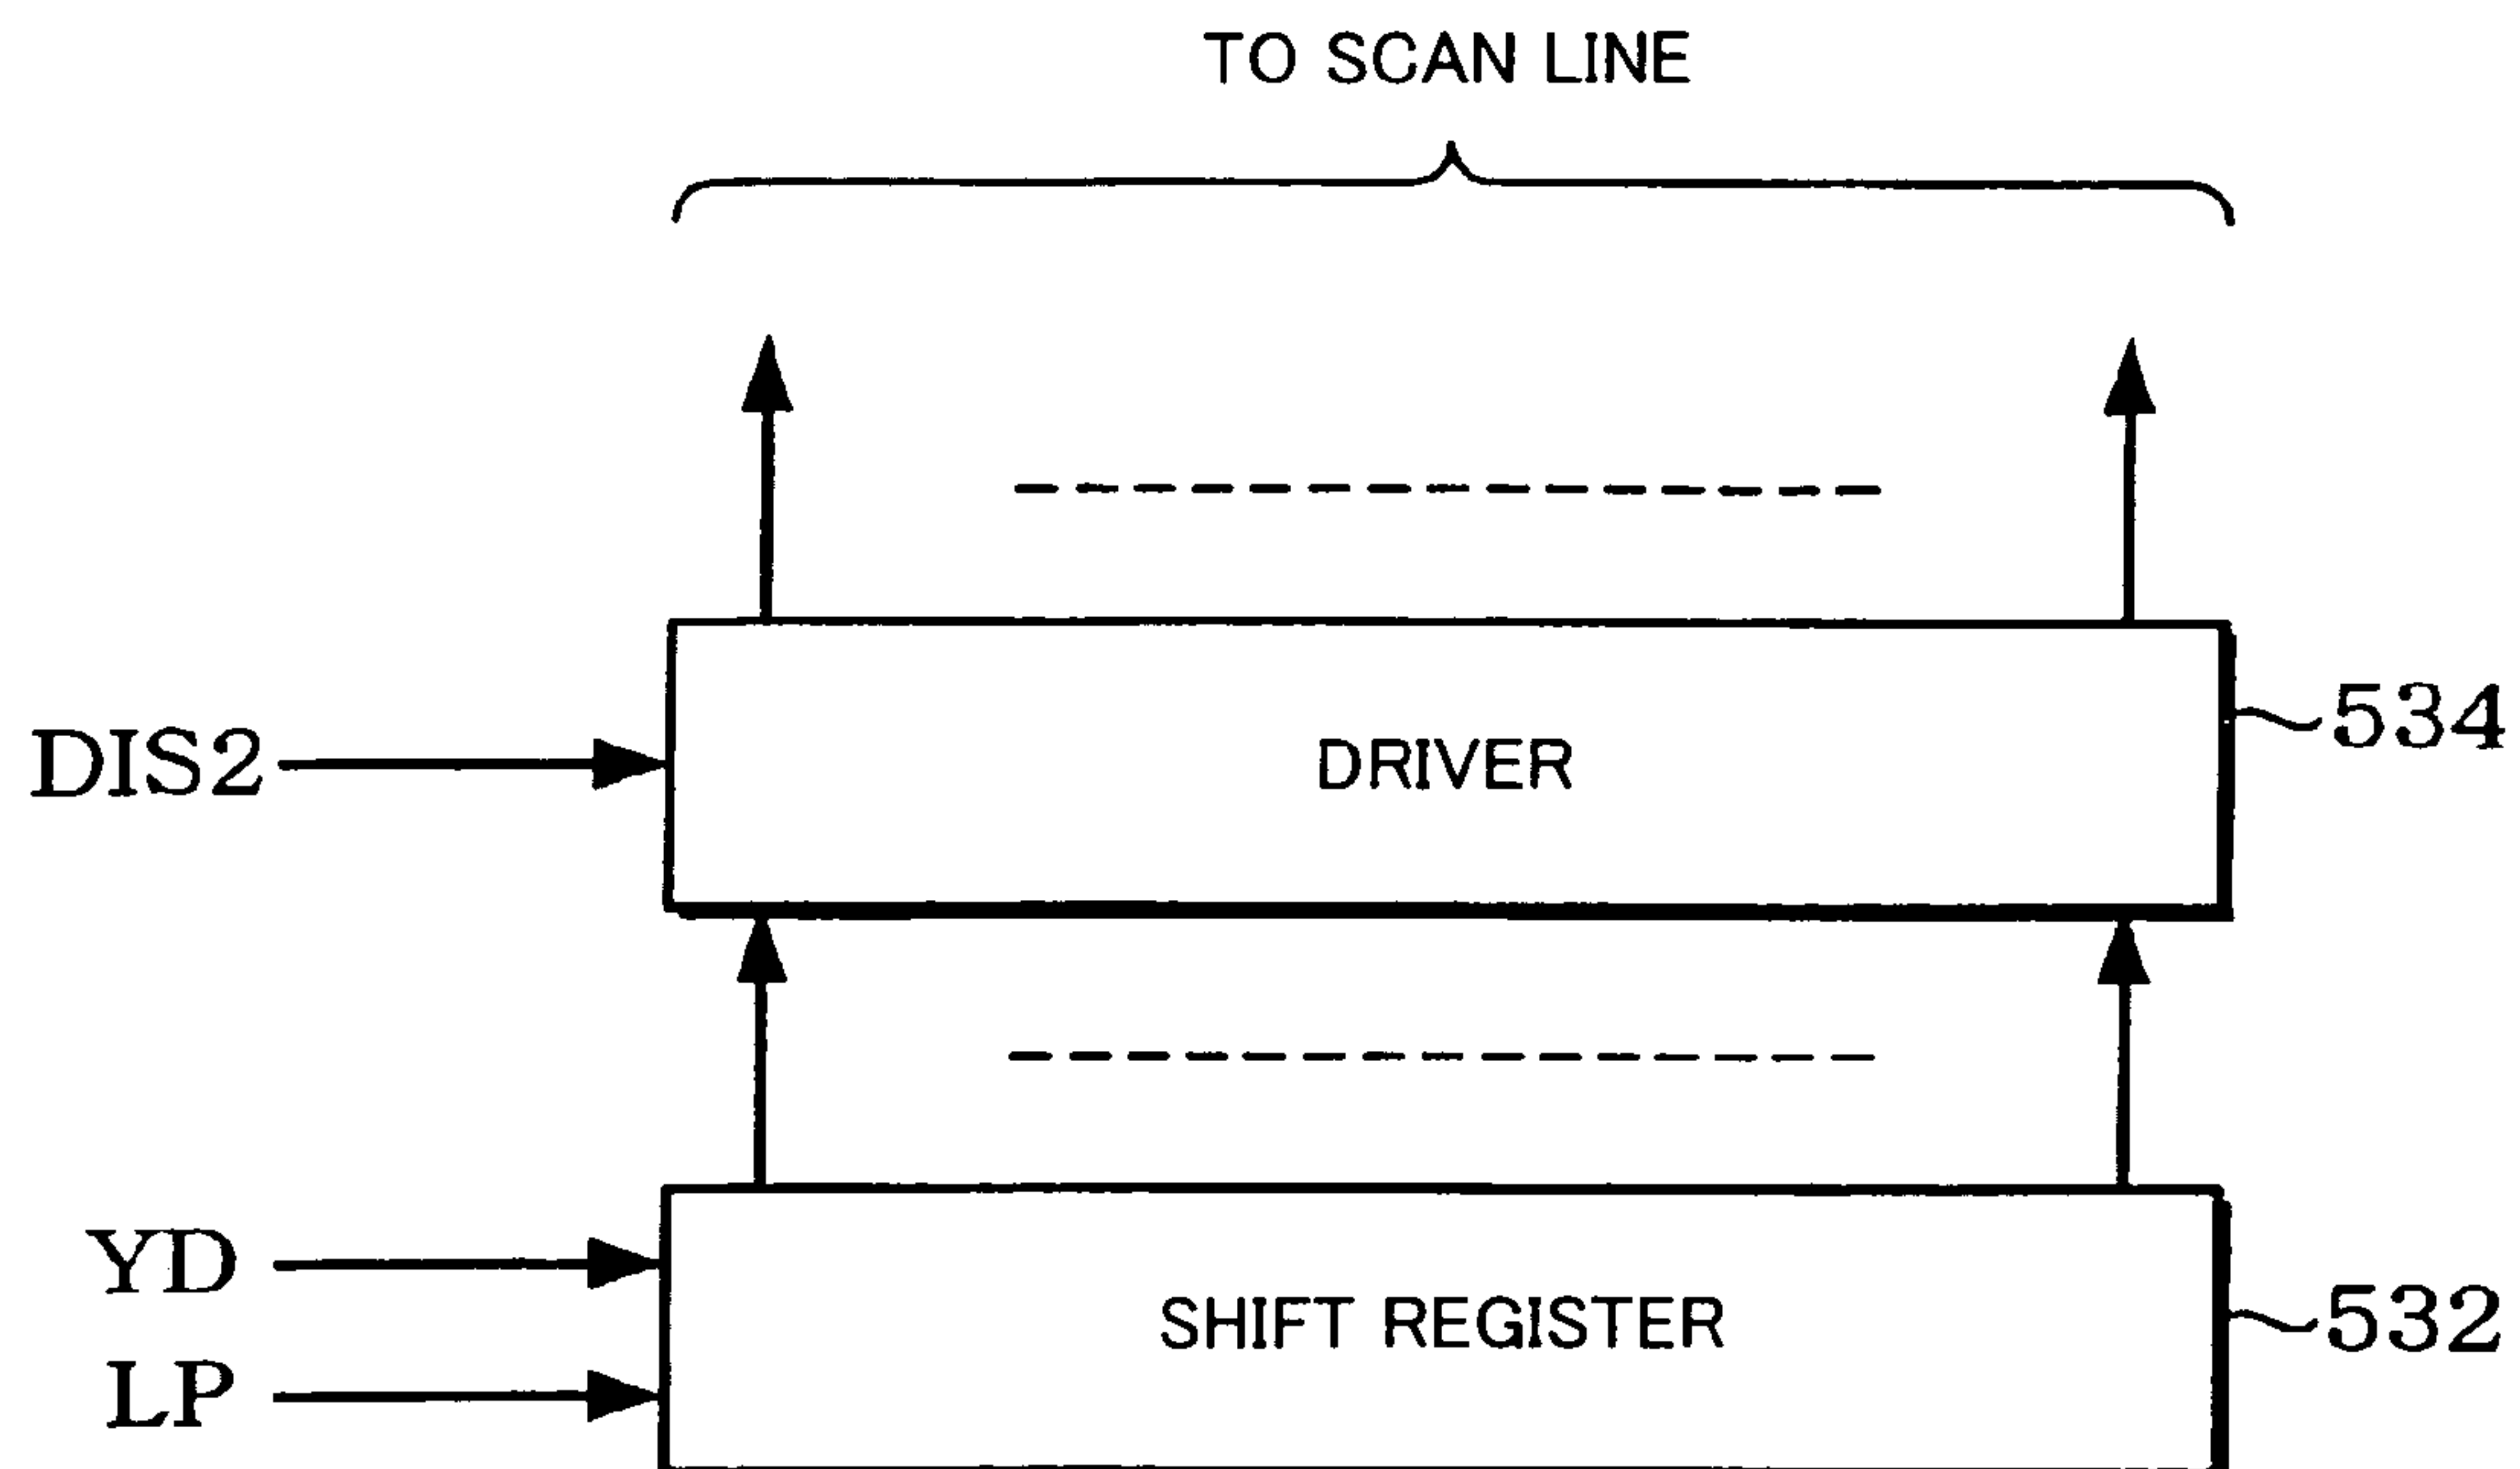 TO SCAN LINE
534
DIS2
DRIVER
YD
SHIFT REGISTER
532
LP